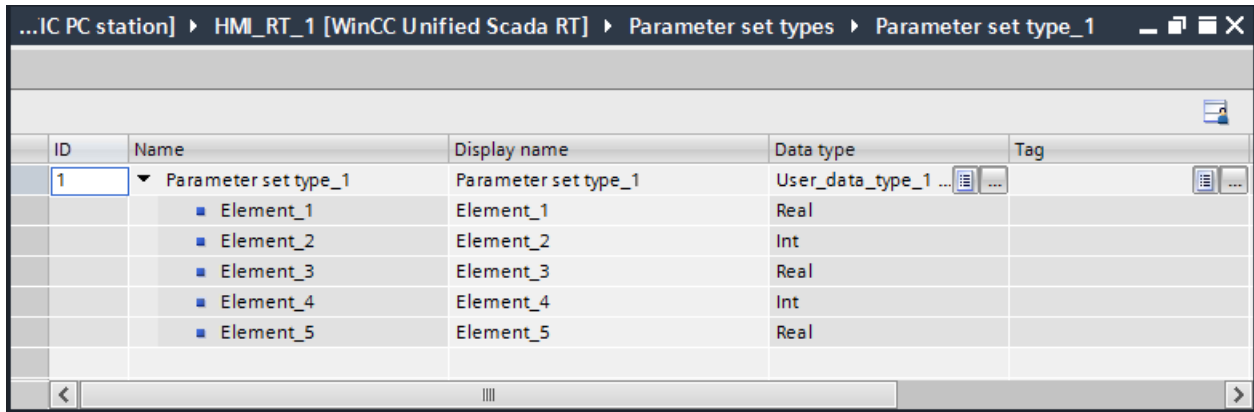 ...IC PC station] ▸ HMI_RT_1 [WinCC Unified Scada RT] ▸ Parameter set types ▸ Parameter set type_1
ID Name Display name Data type Tag
1 Parameter set type_1 Parameter set type_1 User_data_type_1 ... ... ...
Element_1 Element_1 Real
Element_2 Element_2 Int
Element_3 Element_3 Real
Element_4 Element_4 Int
Element_5 Element_5 Real